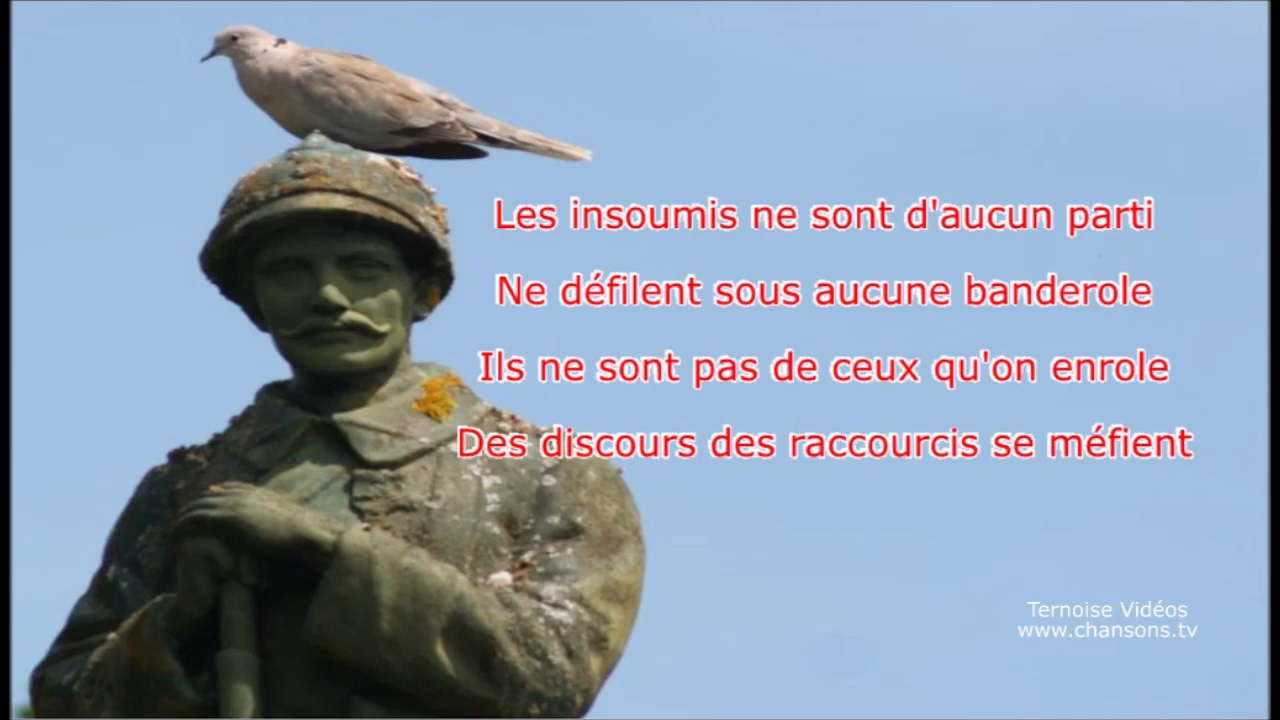 Les insoumis ne sont d'aucun parti
Ne défilent sous aucune banderole
Ils ne sont pas de ceux qu'on enrole
Des discours des raccourcis se méfient
Ternoise Vidéos
www.chansons.tv